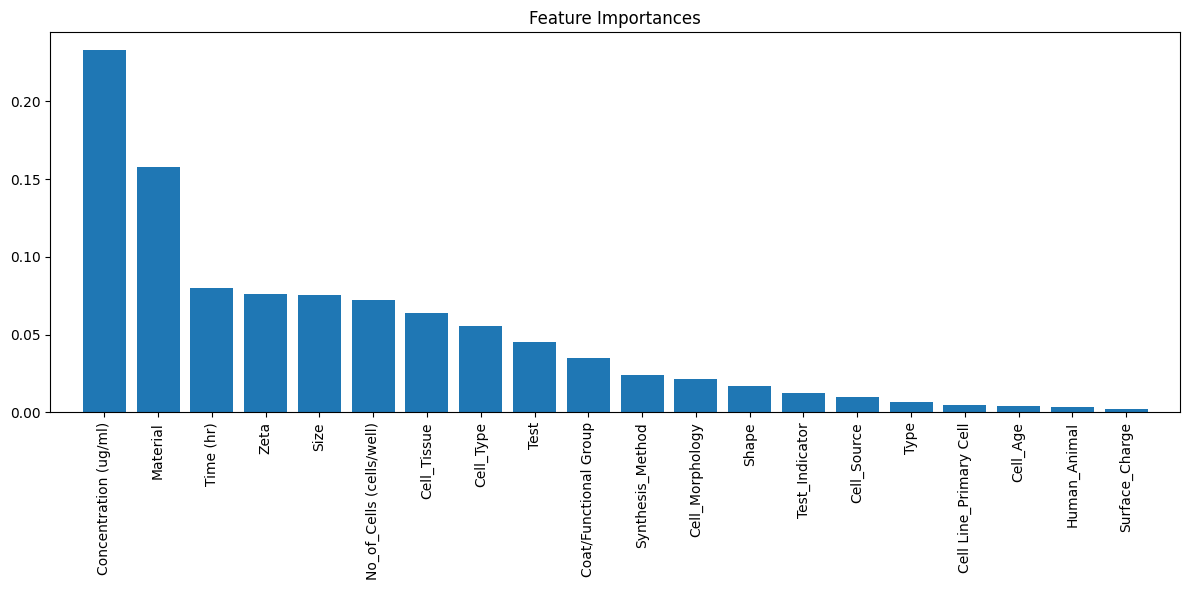 Feature Importances
0.20
0.15
0.10
0.05
0.00
Concentration (ug/ml)
Material
Time (hr)
Zeta
Size
No_of_Cells (cells/well)
Cell_Tissue
Cell_Type
Test
Coat/Functional Group
Synthesis_Method
Cell_Morphology
Shape
Test_Indicator
Cell_Source
Type
Cell Line_Primary Cell
Cell_Age
Human_Animal
Surface_Charge